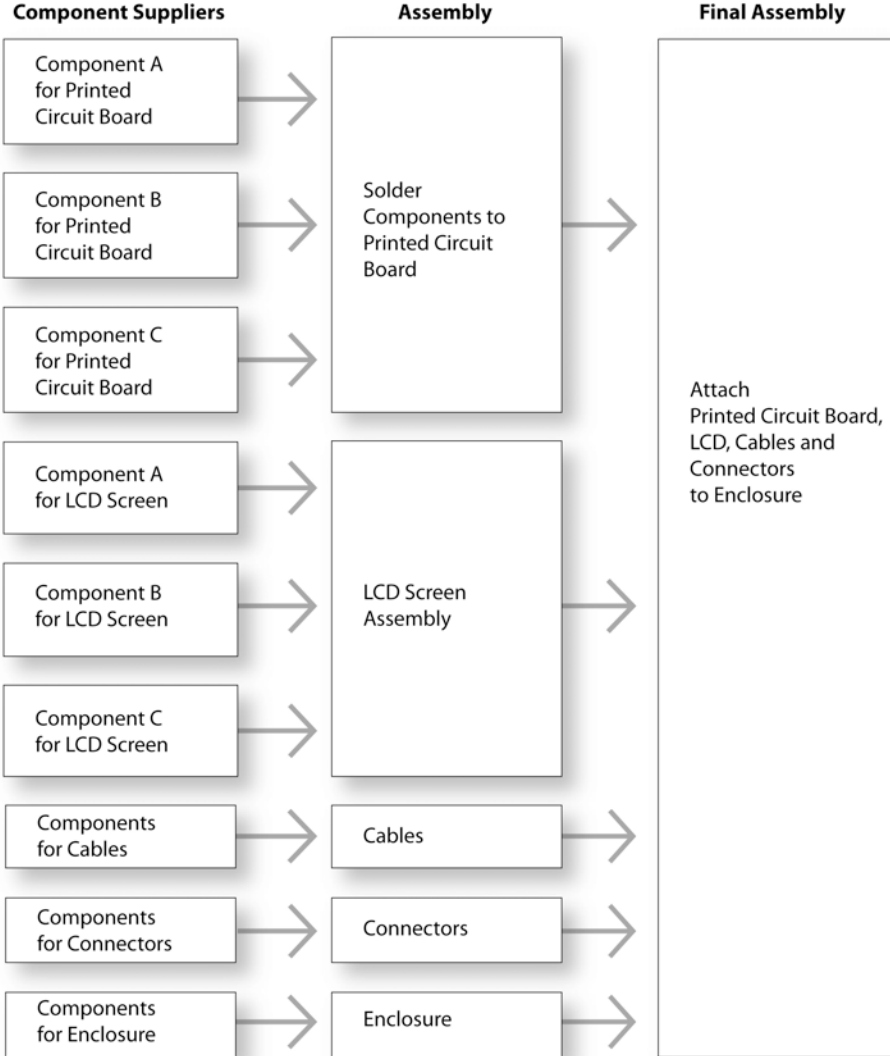 Component Suppliers
Assembly
Final Assembly
Component A
for Printed
Circuit Board
Component B
for Printed
Circuit Board
Component C
for Printed
Circuit Board
Component A
for LCD Screen
Component B
for LCD Screen
Component C
for LCD Screen
Components
for Cables
Components
for Connectors
Components
for Enclosure
Solder
Components to
Printed Circuit
Board
LCD Screen
Assembly
Cables
Connectors
Enclosure
Attach
Printed Circuit Board,
LCD, Cables and
Connectors
to Enclosure